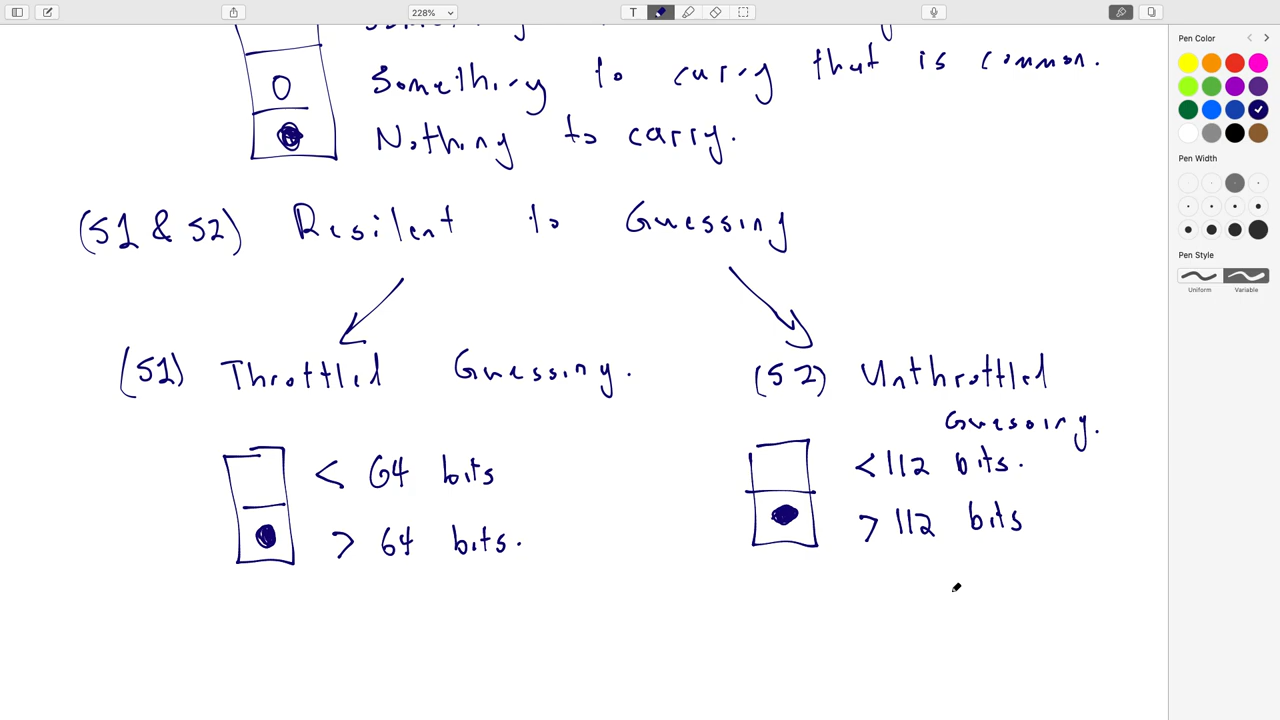 228%
T
Something to carry that is common.
Nothing to carry.
(S1 & S2) Resilent to Guessing
(S1) Throttled Guessing.
(S2) Unthrottled
Guessing.
< 64 bits
> 64 bits.
<112 bits.
>112 bits
Pen Color
Pen Width
Pen Style
Uniform
Variable